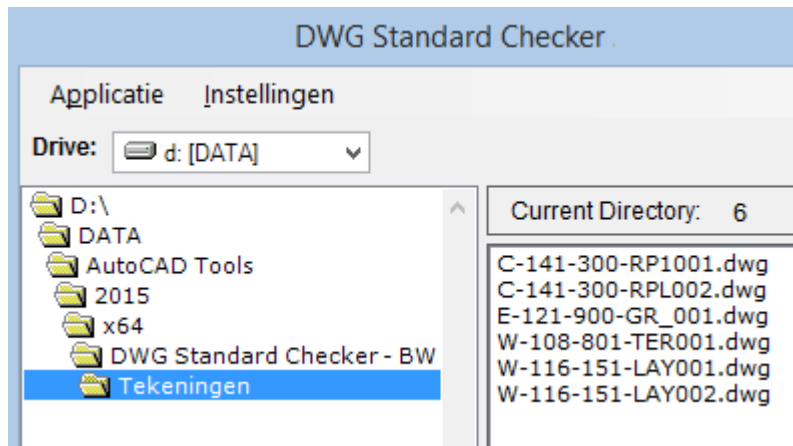 DWG Standard Checker
Applicatie Instellingen
Drive: d: [DATA]
D:\
DATA
AutoCAD Tools
2015
x64
DWG Standard Checker - BW
Tekeningen
Current Directory: 6
C-141-300-RP1001.dwg
C-141-300-RPL002.dwg
E-121-900-GR_001.dwg
W-108-801-TER001.dwg
W-116-151-LAY001.dwg
W-116-151-LAY002.dwg